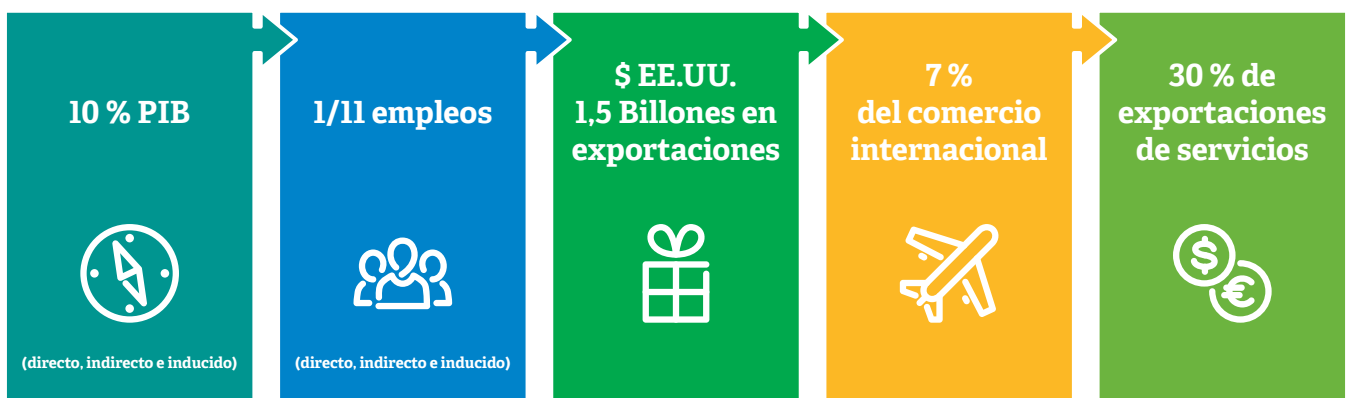 10 % PIB
(directo, indirecto e inducido)
1/11 empleos
(directo, indirecto e inducido)
$ EE.UU.
1,5 Billones en
exportaciones
7 %
del comercio
internacional
30 % de
exportaciones
de servicios
$
€